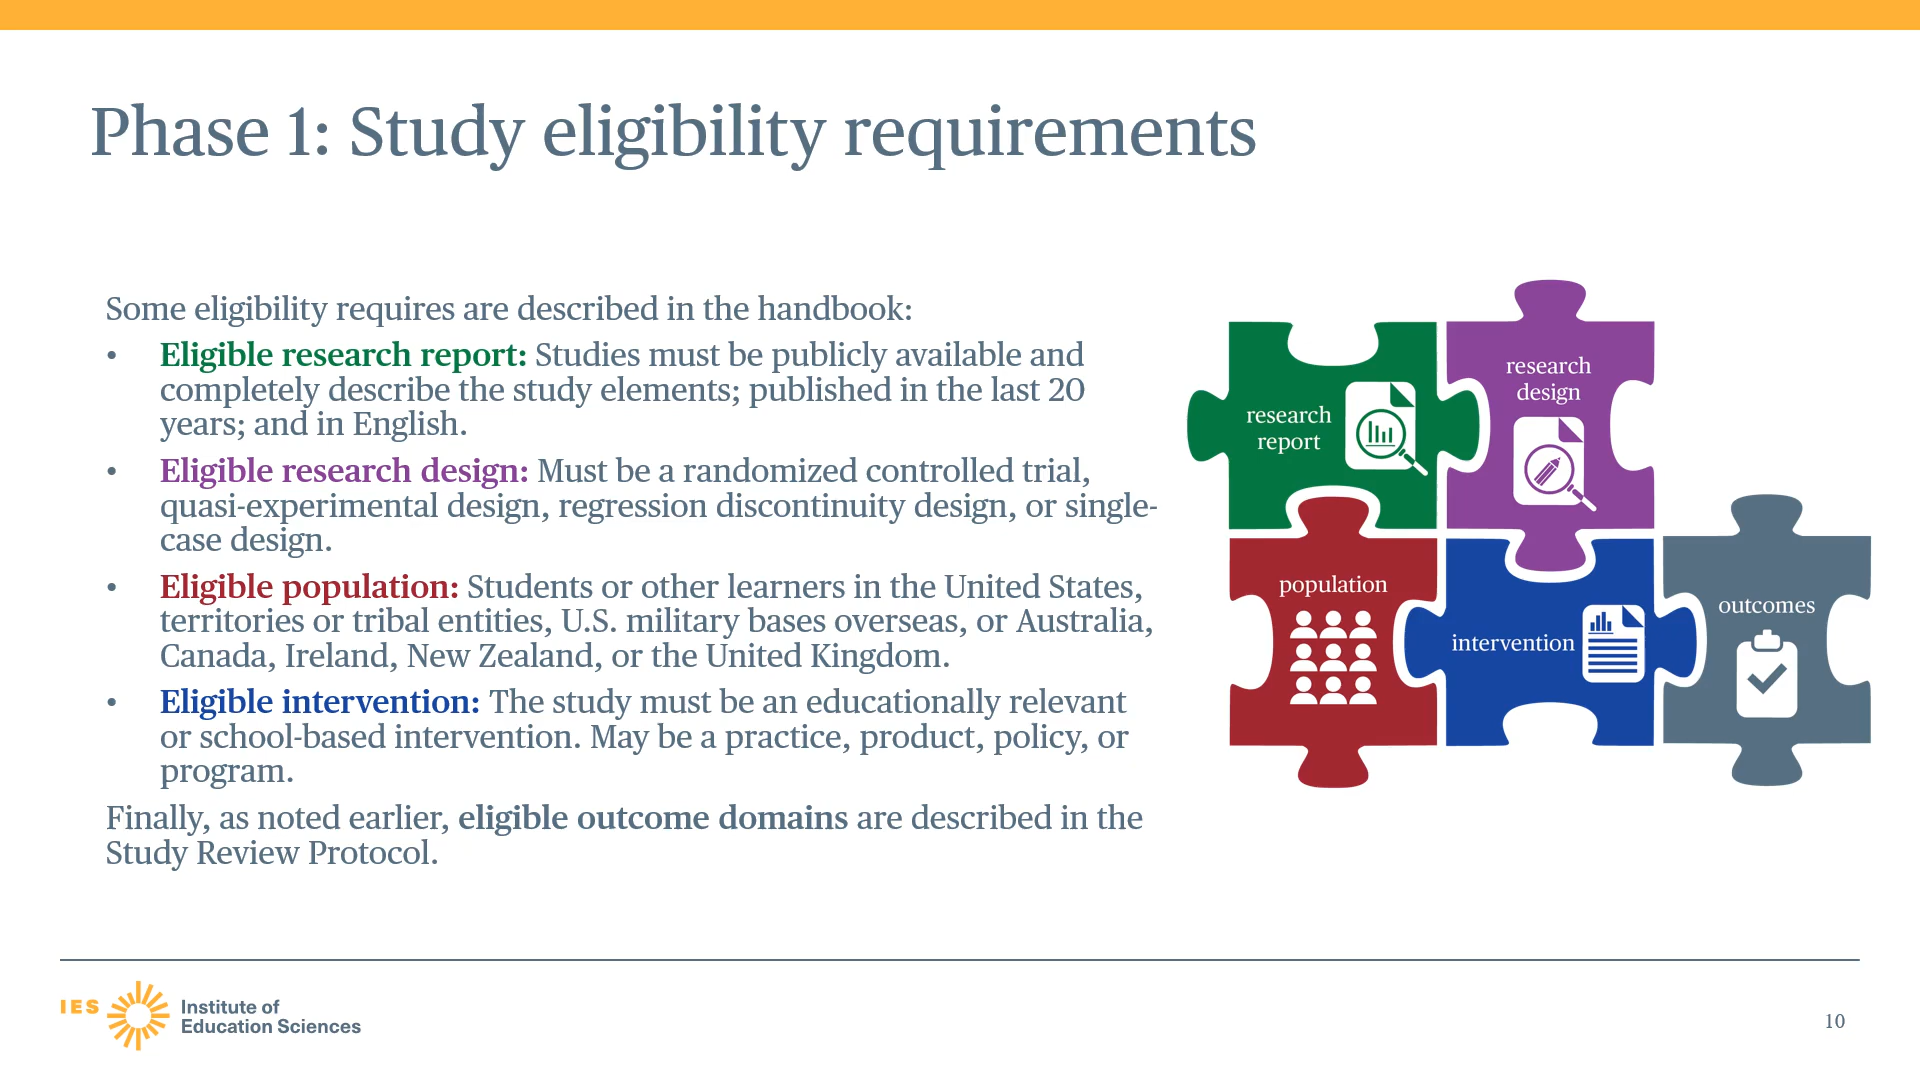 Phase 1: Study eligibility requirements
Some eligibility requires are described in the handbook:
• Eligible research report: Studies must be publicly available and
completely describe the study elements; published in the last 20
years; and in English.
• Eligible research design: Must be a randomized controlled trial,
quasi-experimental design, regression discontinuity design, or single-
case design.
• Eligible population: Students or other learners in the United States,
territories or tribal entities, U.S. military bases overseas, or Australia,
Canada, Ireland, New Zealand, or the United Kingdom.
• Eligible intervention: The study must be an educationally relevant
or school-based intervention. May be a practice, product, policy, or
program.
Finally, as noted earlier, eligible outcome domains are described in the
Study Review Protocol.
research
report
research
design
population
intervention
outcomes
IES
Institute of
Education Sciences
10